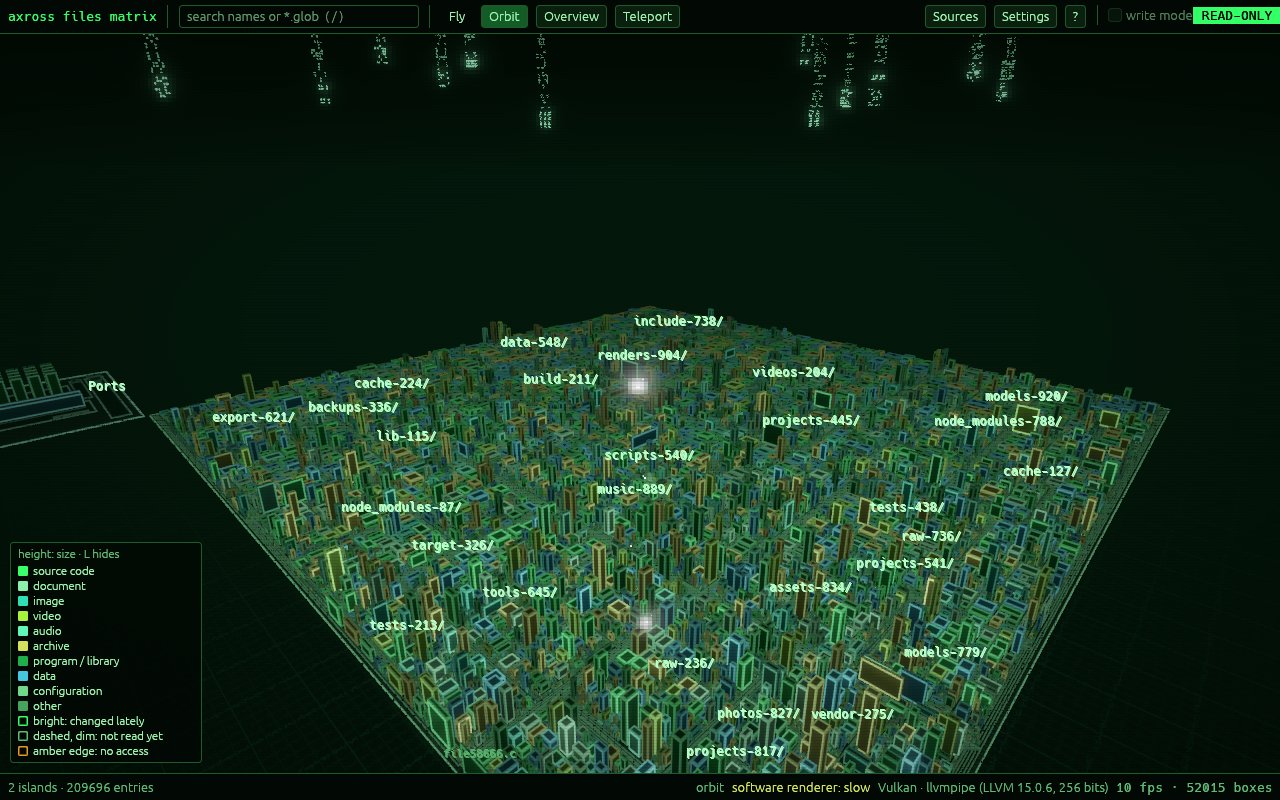 axross files matrix
search names or *.glob (/)
Fly
Orbit
Overview
Teleport
Sources
Settings
?
write mode
READ-ONLY
include-738/
data-548/
renders-904/
build-211/
videos-204/
cache-224/
Ports
models-920/
backups-336/
export-621/
projects-445/
node_modules-788/
lib-115/
scripts-540/
cache-127/
music-889/
node_modules-87/
tests-438/
raw-736/
target-326/
projects-541/
assets-834/
tools-645/
tests-213/
models-779/
raw-236/
photos-827/
vendor-275/
projects-817/
file58666.c
height: size · L hides
source code
document
image
video
audio
archive
program / library
data
configuration
other
bright: changed lately
dashed, dim: not read yet
amber edge: no access
2 islands · 209696 entries
orbit software renderer: slow Vulkan · llvmpipe (LLVM 15.0.6, 256 bits) 10 fps · 52015 boxes